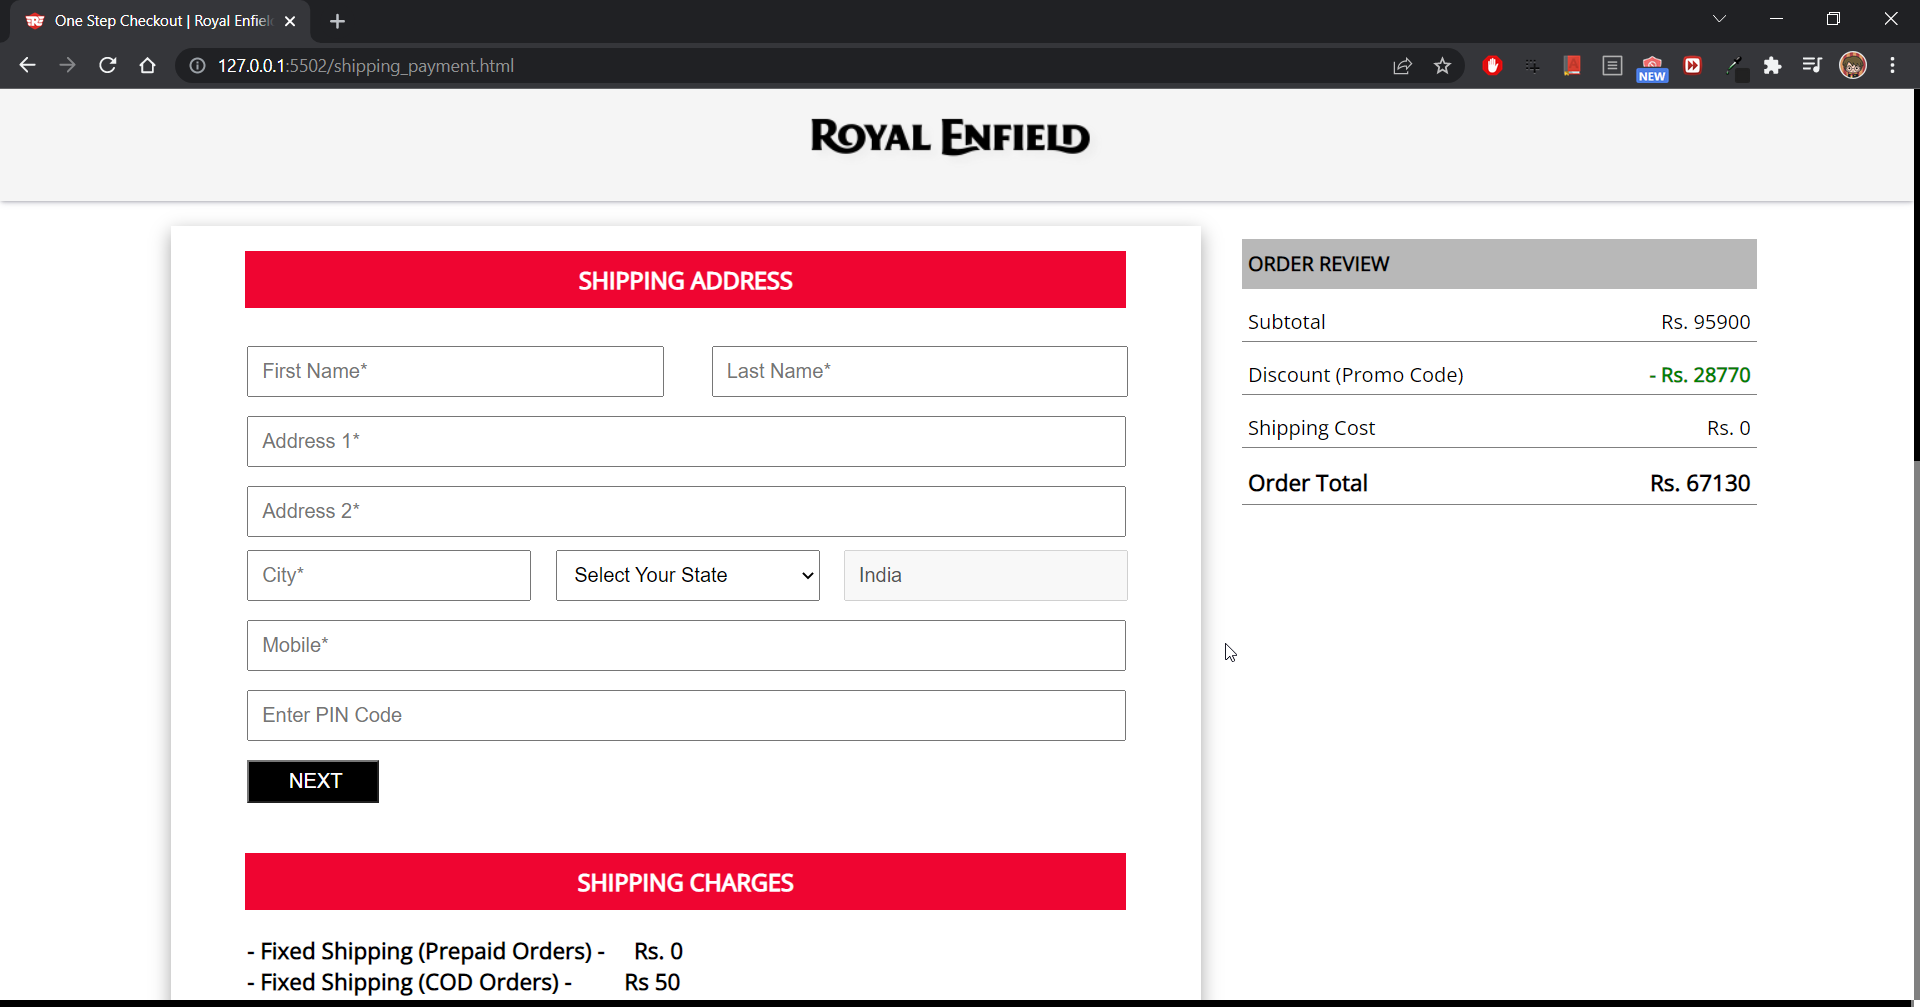 One Step Checkout | Royal Enfiel
127.0.0.1:5502/shipping_payment.html
NEW
ROYAL ENFIELD
SHIPPING ADDRESS
First Name* Last Name*
Address 1*
Address 2*
City* Select Your State India
Mobile*
Enter PIN Code
NEXT
SHIPPING CHARGES
- Fixed Shipping (Prepaid Orders) - Rs. 0
- Fixed Shipping (COD Orders) - Rs 50
ORDER REVIEW
Subtotal Rs. 95900
Discount (Promo Code) - Rs. 28770
Shipping Cost Rs. 0
Order Total Rs. 67130